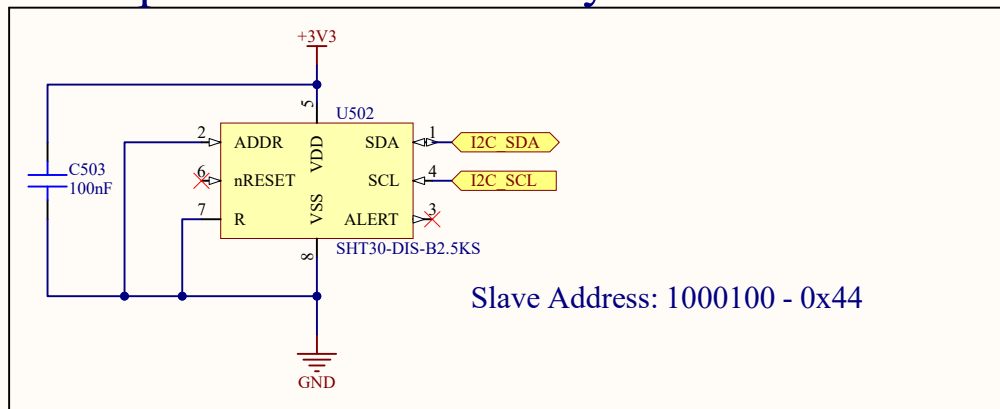 +3V3
5
U502
2
ADDR
VDD
SDA
1
I2C_SDA
C503
100nF
6
nRESET
SCL
4
I2C_SCL
7
R
VSS
ALERT
3
8
SHT30-DIS-B2.5KS
Slave Address: 1000100 - 0x44
GND